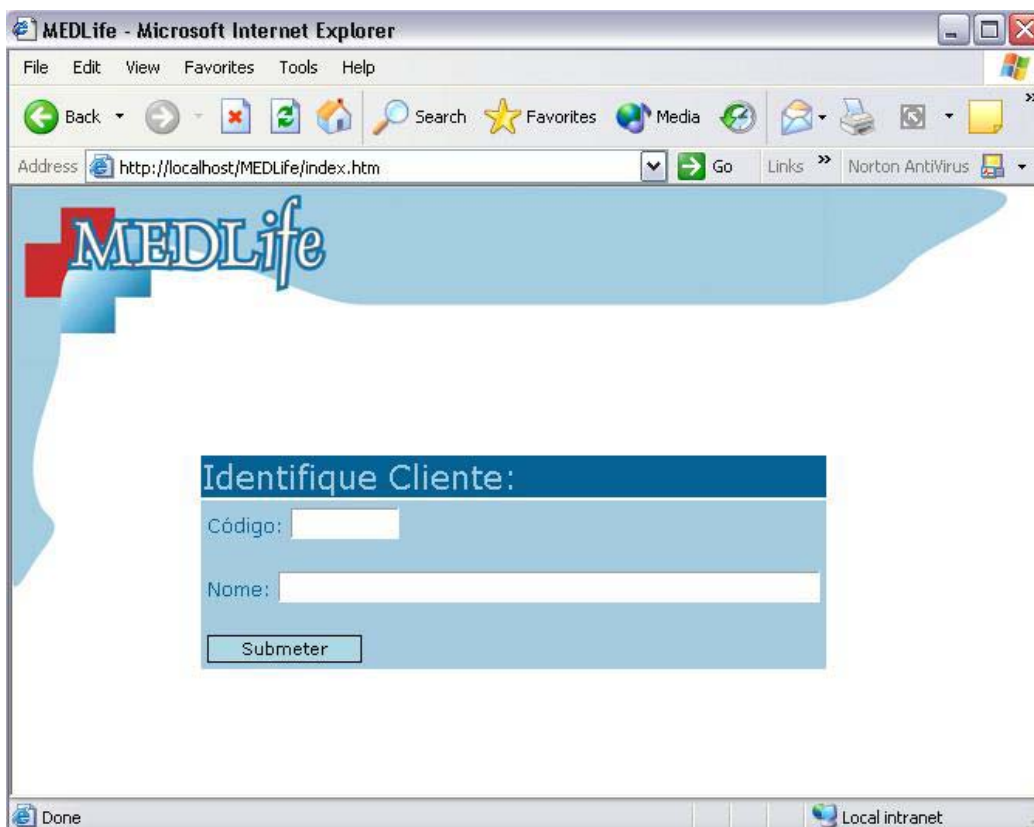 MEDLife - Microsoft Internet Explorer
File Edit View Favorites Tools Help
Back Search Favorites Media »
Address http://localhost/MEDLife/index.htm Go Links » Norton AntiVirus
MEDLife
Identifique Cliente:
Código:
Nome:
Submeter
Done Local intranet